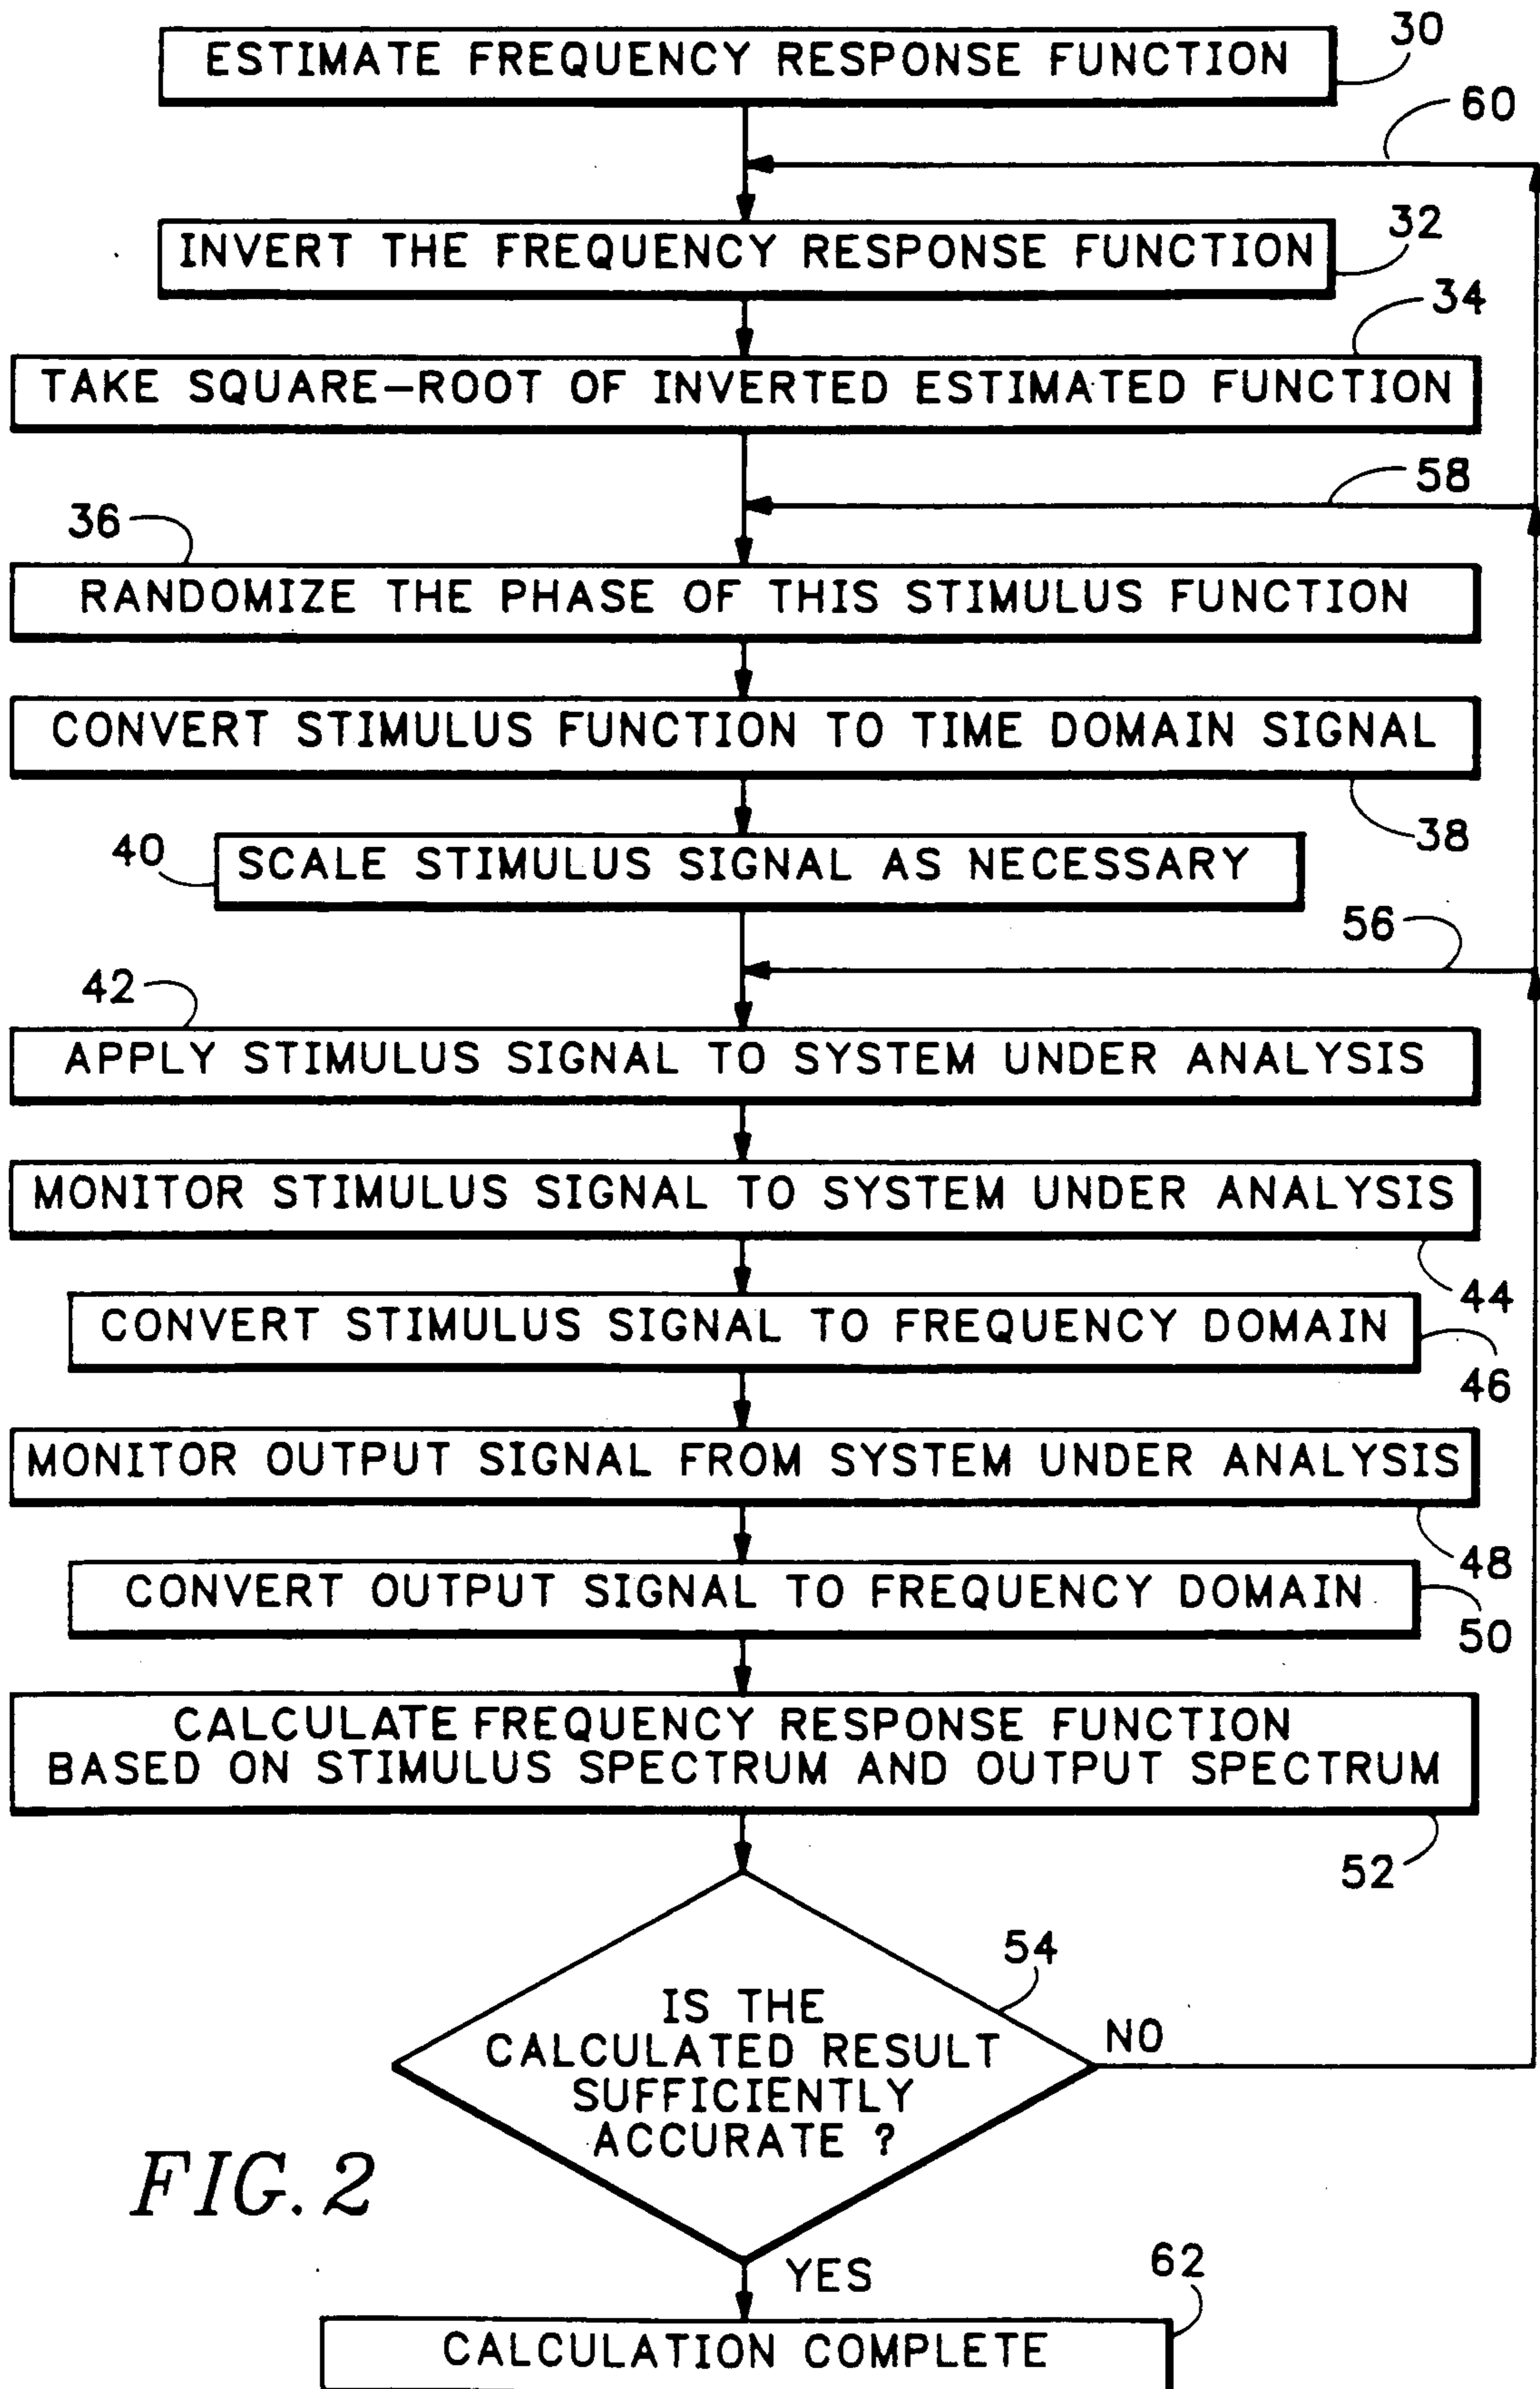 ESTIMATE FREQUENCY RESPONSE FUNCTION
30
60
INVERT THE FREQUENCY RESPONSE FUNCTION
32
34
TAKE SQUARE-ROOT OF INVERTED ESTIMATED FUNCTION
58
36
RANDOMIZE THE PHASE OF THIS STIMULUS FUNCTION
CONVERT STIMULUS FUNCTION TO TIME DOMAIN SIGNAL
38
40
SCALE STIMULUS SIGNAL AS NECESSARY
56
42
APPLY STIMULUS SIGNAL TO SYSTEM UNDER ANALYSIS
MONITOR STIMULUS SIGNAL TO SYSTEM UNDER ANALYSIS
44
CONVERT STIMULUS SIGNAL TO FREQUENCY DOMAIN
46
MONITOR OUTPUT SIGNAL FROM SYSTEM UNDER ANALYSIS
48
CONVERT OUTPUT SIGNAL TO FREQUENCY DOMAIN
50
CALCULATE FREQUENCY RESPONSE FUNCTION
BASED ON STIMULUS SPECTRUM AND OUTPUT SPECTRUM
52
54
IS THE
CALCULATED RESULT
SUFFICIENTLY
ACCURATE ?
NO
FIG. 2
YES
62
CALCULATION COMPLETE